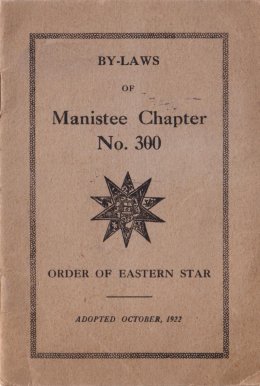 BY-LAWS
OF
Manistee Chapter
No. 300
ORDER OF EASTERN STAR
ADOPTED OCTOBER, 1922